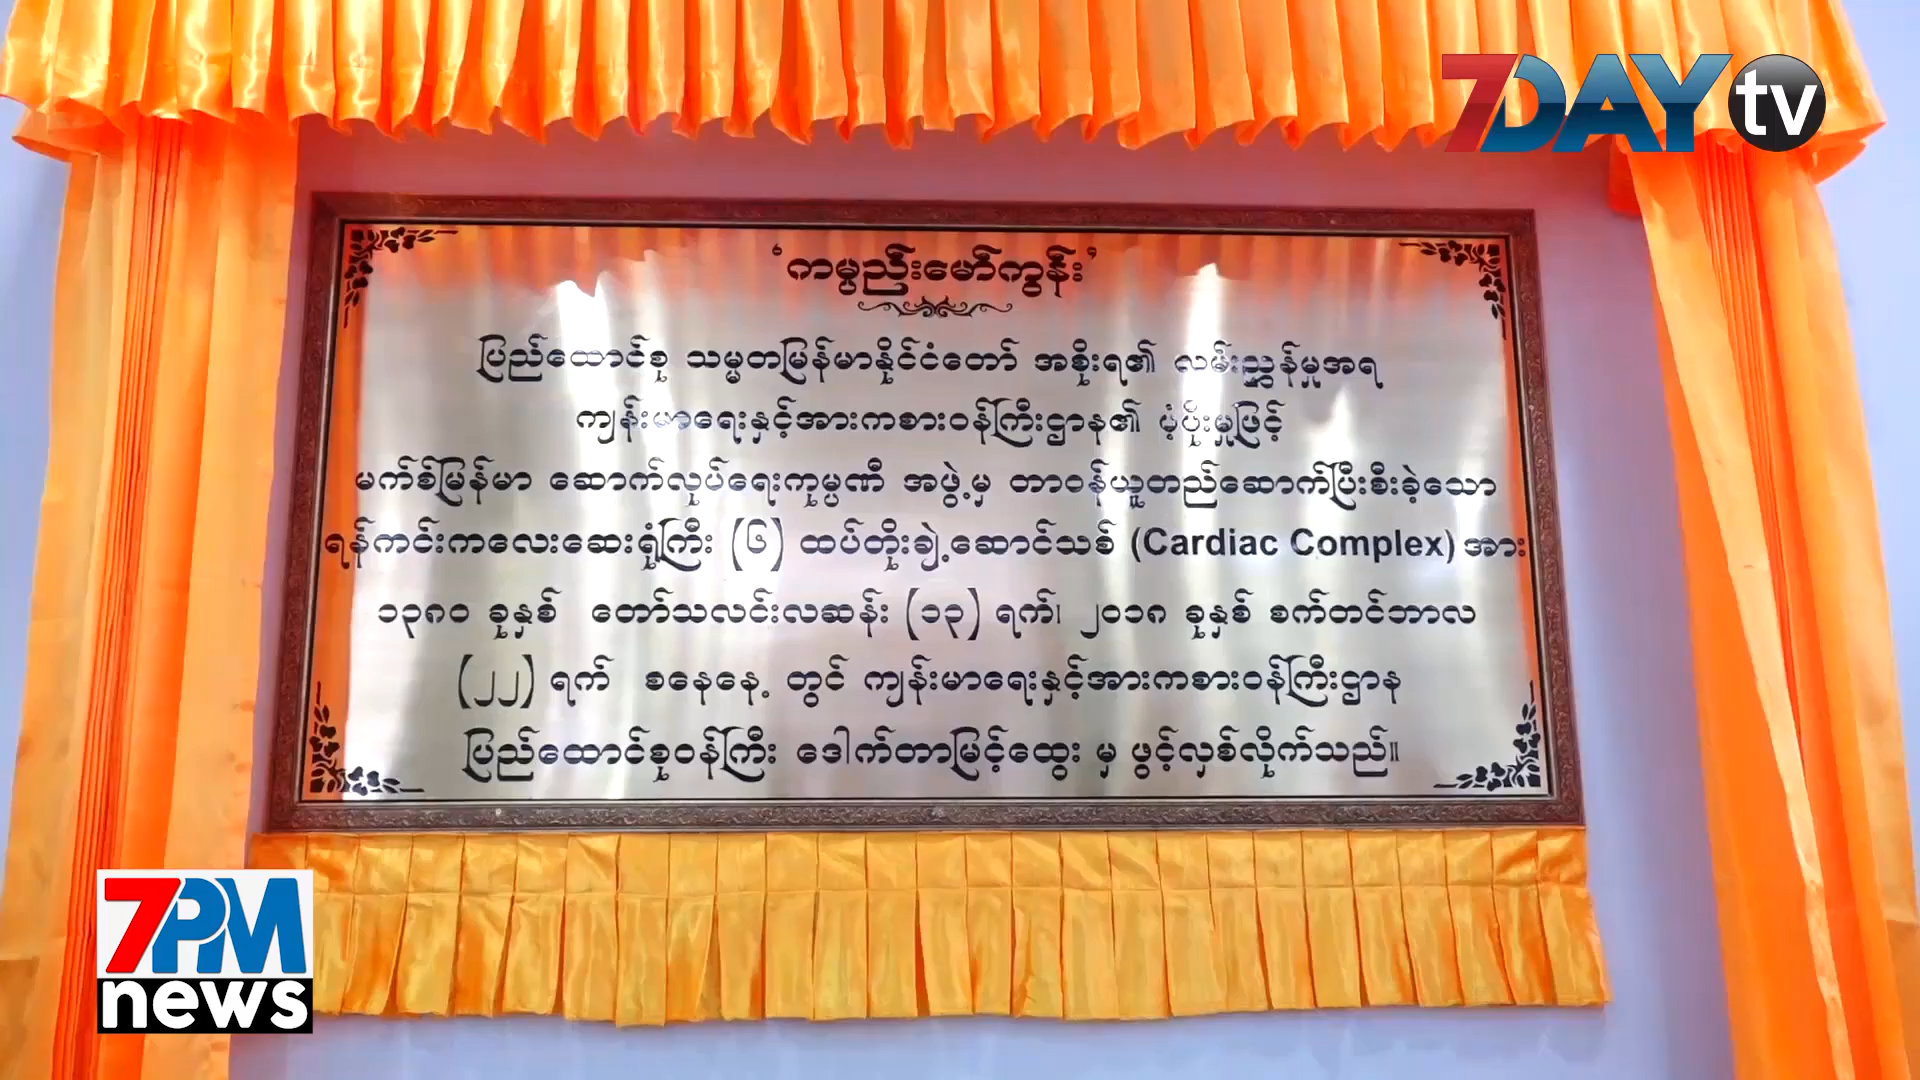 7DAY tv
‘ကမ္ပည်းမော်ကွန်း’
ပြည်ထောင်စု သမ္မတမြန်မာနိုင်ငံတော် အစိုးရ၏ လမ်းညွှန်မှုအရ
ကျန်းမာရေးနှင့်အားကစားဝန်ကြီးဌာန၏ ပံ့ပိုးမှုဖြင့်
မက်စ်မြန်မာ ဆောက်လုပ်ရေးကုမ္ပဏီ အဖွဲ့မှ တာဝန်ယူတည်ဆောက်ပြီးစီးခဲ့သော
ရန်ကင်းကလေးဆေးရုံကြီး (၆) ထပ်တိုးချဲ့ဆောင်သစ် (Cardiac Complex) အား
၁၃၈၀ ခုနှစ် တော်သလင်းလဆန်း (၁၃) ရက်၊ ၂၀၁၈ ခုနှစ် စက်တင်ဘာလ
(၂၂) ရက် စနေနေ့ တွင် ကျန်းမာရေးနှင့်အားကစားဝန်ကြီးဌာန
ပြည်ထောင်စုဝန်ကြီး ဒေါက်တာမြင့်ထွေး မှ ဖွင့်လှစ်လိုက်သည်။
7PM
news